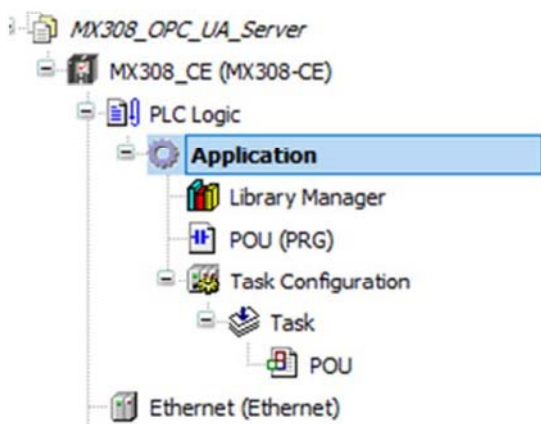 MX308_OPC_UA_Server
MX308_CE (MX308-CE)
PLC Logic
Application
Library Manager
POU (PRG)
Task Configuration
Task
POU
Ethernet (Ethernet)